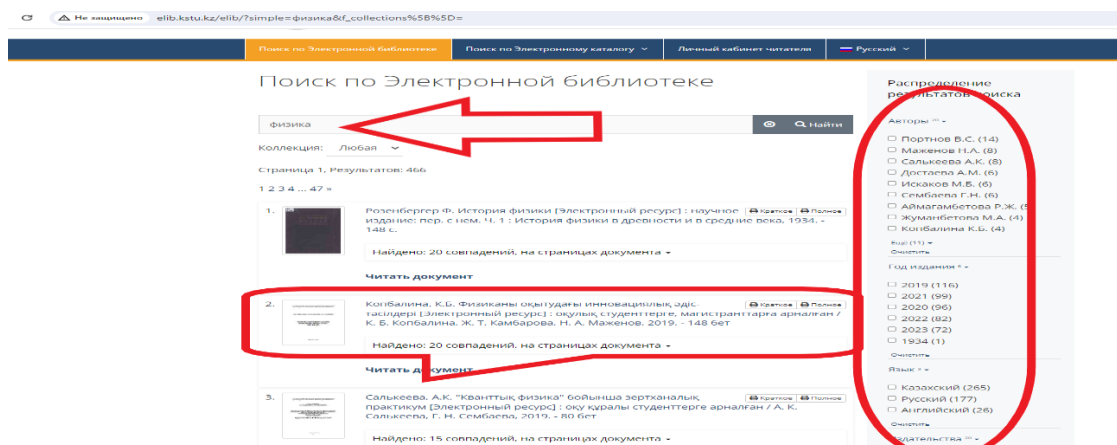 Не защищено elib.kstu.kz/elib/?simple=физика&f_collections%5B%5D=
Поиск по Электронной библиотеке Поиск по Электронному каталогу Личный кабинет читателя Русский
Поиск по Электронной библиотеке
физика Найти
Коллекция: Любая
Страница 1, Результатов: 466
1 2 3 4 ... 47 »
1. Розенбергер Ф. История физики [Электронный ресурс] : научное Краткое Полное
издание: пер. с нем. Ч. 1 : История физики в древности и в средние века, 1934. -
148 с.
Найдено: 20 совпадений, на страницах документа
Читать документ
2. Копбалина, К.Б. Физиканы оқытудағы инновациялық әдіс- Краткое Полное
тәсілдері [Электронный ресурс] : оқулық студенттерге, магистранттарға арналған /
К. Б. Копбалина, Ж. Т. Камбарова, Н. А. Маженов, 2019. - 148 бет
Найдено: 20 совпадений, на страницах документа
Читать документ
3. Салькеева, А.К. "Кванттық физика" бойынша зертханалық Краткое Полное
практикум [Электронный ресурс] : оқу құралы студенттерге арналған / А. К.
Салькеева, Г. Н. Сембаева, 2019. - 80 бет
Найдено: 15 совпадений, на страницах документа
Распределение
результатов поиска
Авторы
Портнов В.С. (14)
Маженов Н.А. (8)
Салькеева А.К. (8)
Достаева А.М. (6)
Искаков М.Б. (6)
Сембаева Г.Н. (6)
Аймагамбетова Р.Ж. (5
Жуманбетова М.А. (4)
Копбалина К.Б. (4)
Ещё (11)
Очистить
Год издания
2019 (116)
2021 (99)
2020 (96)
2022 (82)
2023 (72)
1934 (1)
Очистить
Язык
Казахский (265)
Русский (177)
Английский (26)
Очистить
Издательства